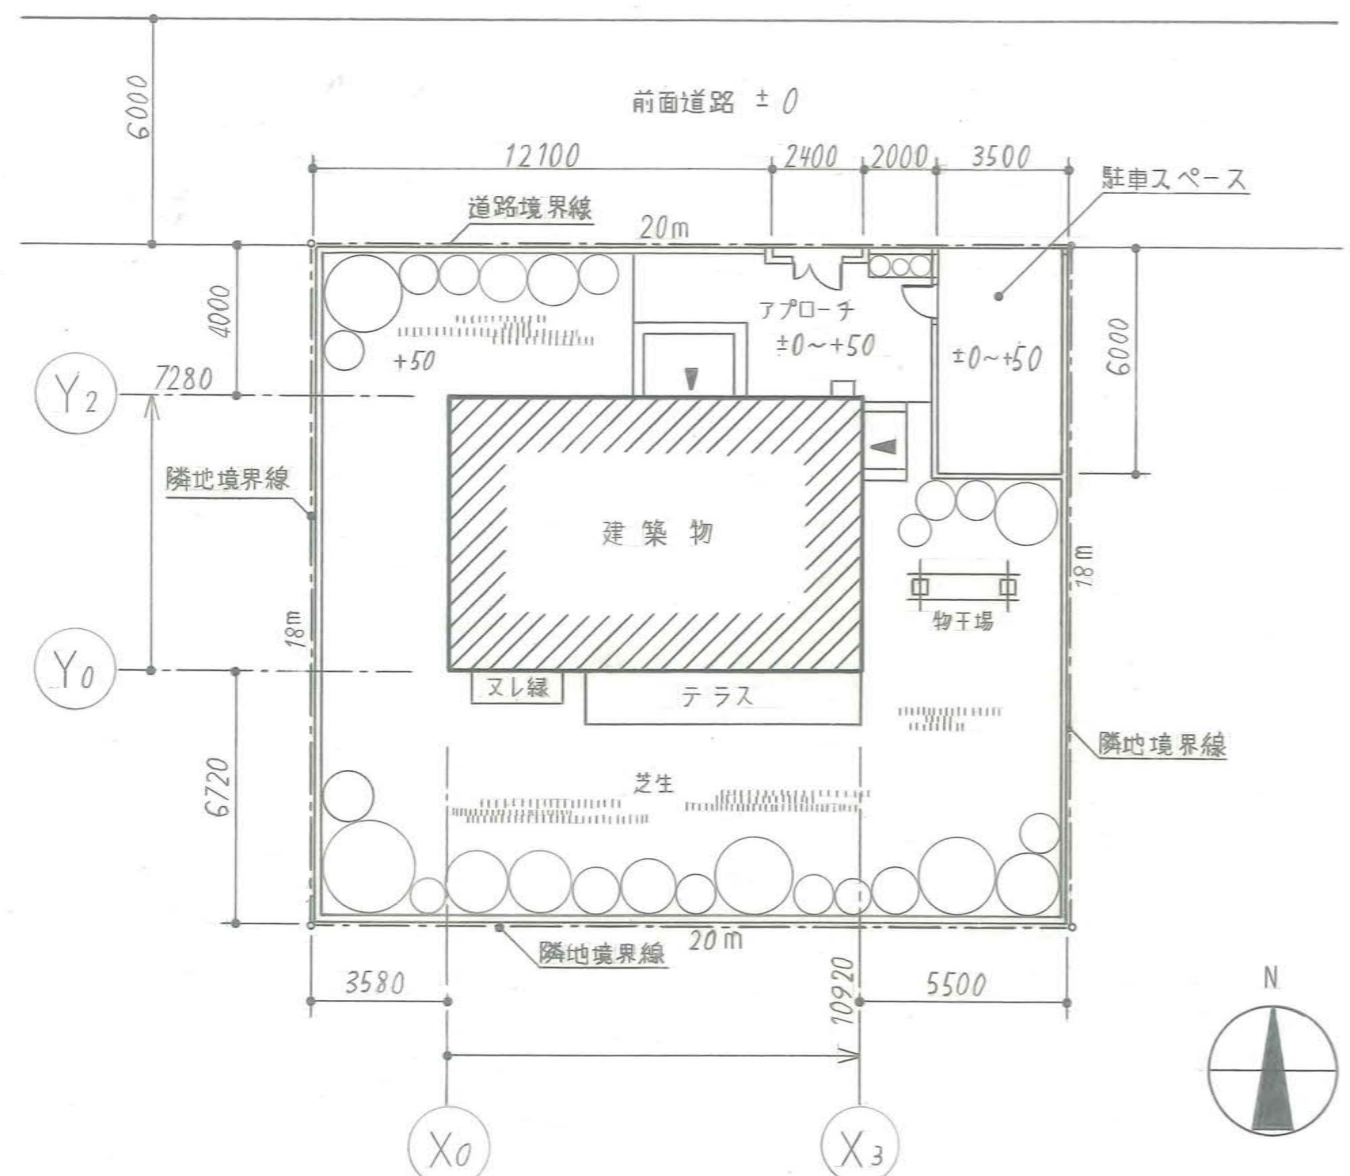 6000
前面道路 ±0
12100
2400
2000
3500
駐車スペース
道路境界線
20m
4000
アプローチ
±0~+50
±0~+50
6000
+50
Y2
7280
隣地境界線
建築物
18m
18m
物干場
Y0
ヌレ縁
テラス
隣地境界線
6720
芝生
隣地境界線
20m
3580
10920
5500
N
X0
X3